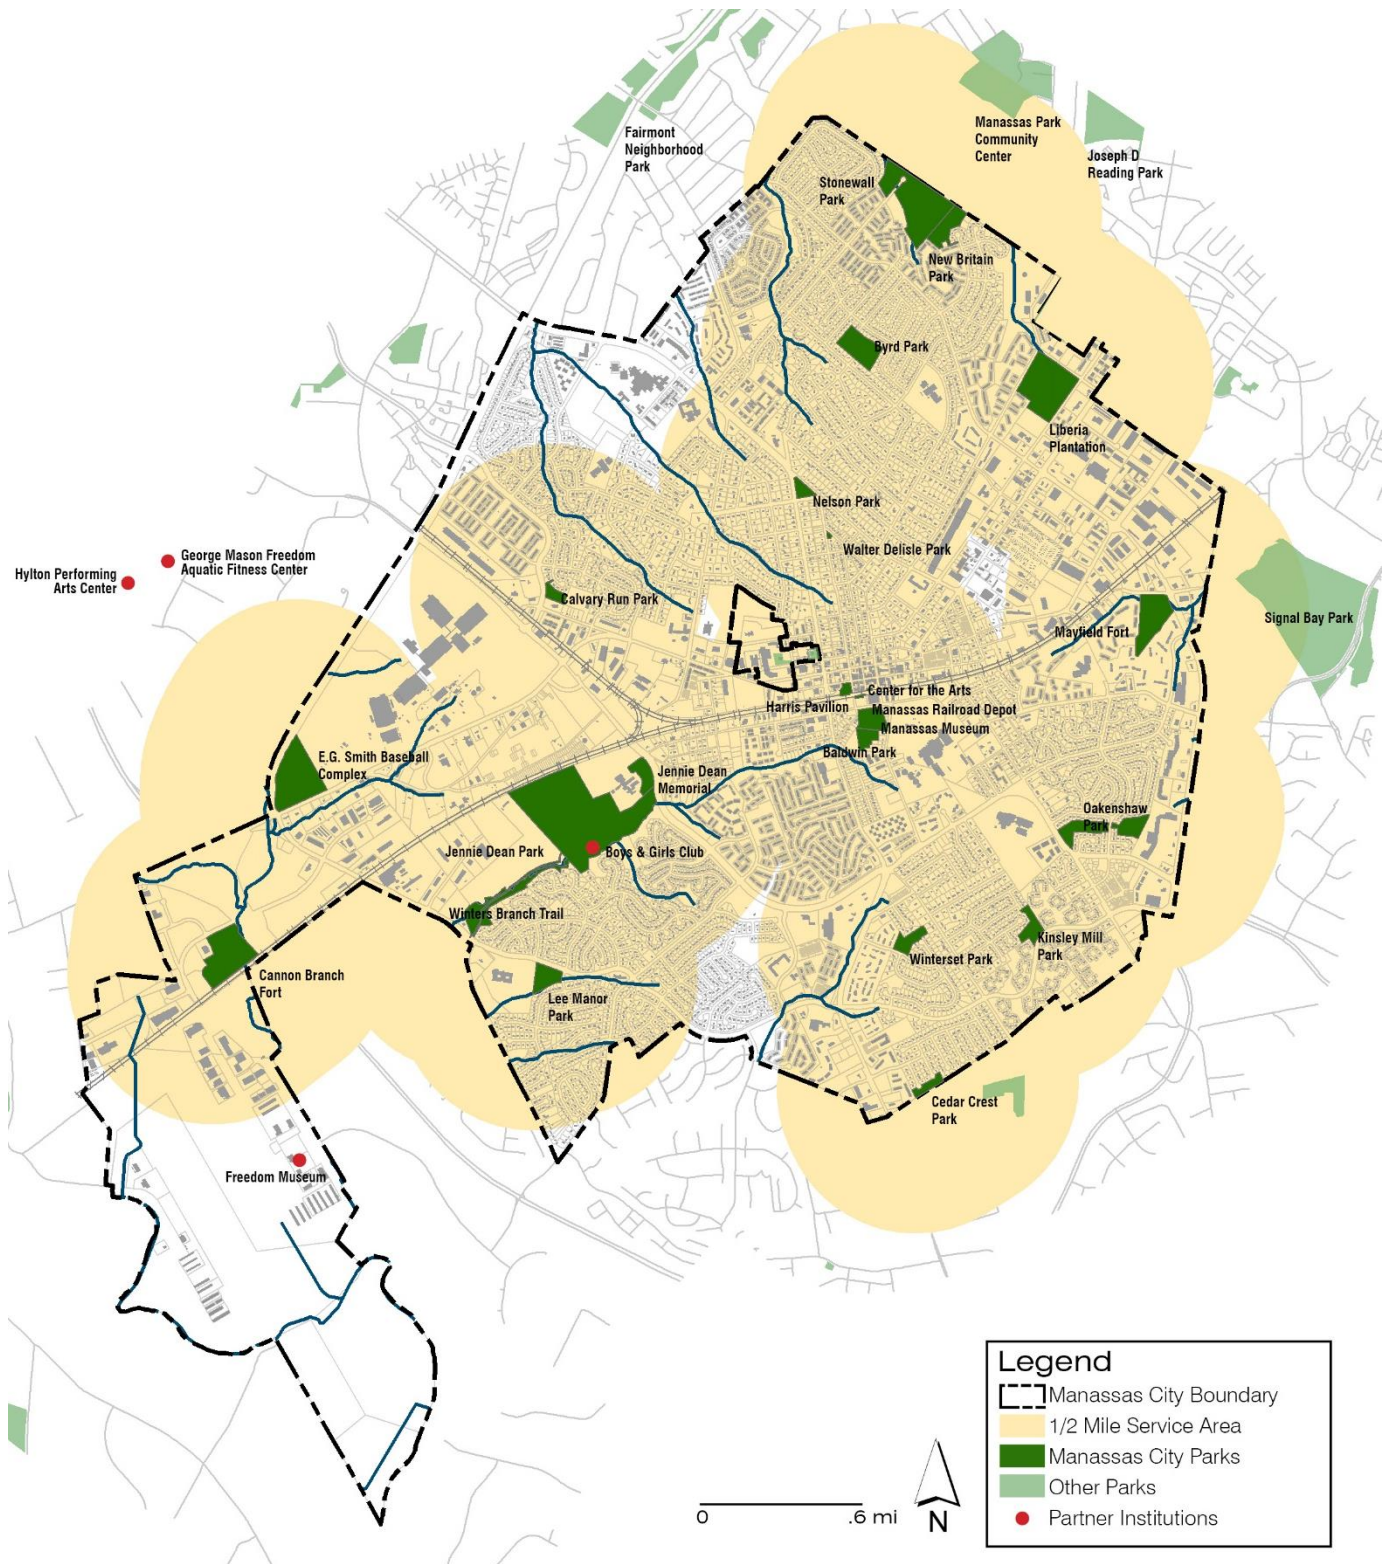 Fairmont
Neighborhood
Park
Manassas Park
Community
Center
Joseph D
Reading Park
Stonewall
Park
New Britain
Park
Byrd Park
Liberia
Plantation
Nelson Park
Walter Delisle Park
George Mason Freedom
Aquatic Fitness Center
Hylton Performing
Arts Center
Calvary Run Park
Signal Bay Park
Mayfield Fort
Center for the Arts
Harris Pavilion
Manassas Railroad Depot
Manassas Museum
Baldwin Park
E.G. Smith Baseball
Complex
Jennie Dean
Memorial
Oakenshaw
Park
Jennie Dean Park
Boys & Girls Club
Winters Branch Trail
Kinsley Mill
Park
Winterset Park
Cannon Branch
Fort
Lee Manor
Park
Cedar Crest
Park
Freedom Museum
Legend
Manassas City Boundary
1/2 Mile Service Area
Manassas City Parks
Other Parks
Partner Institutions
0 .6 mi
N